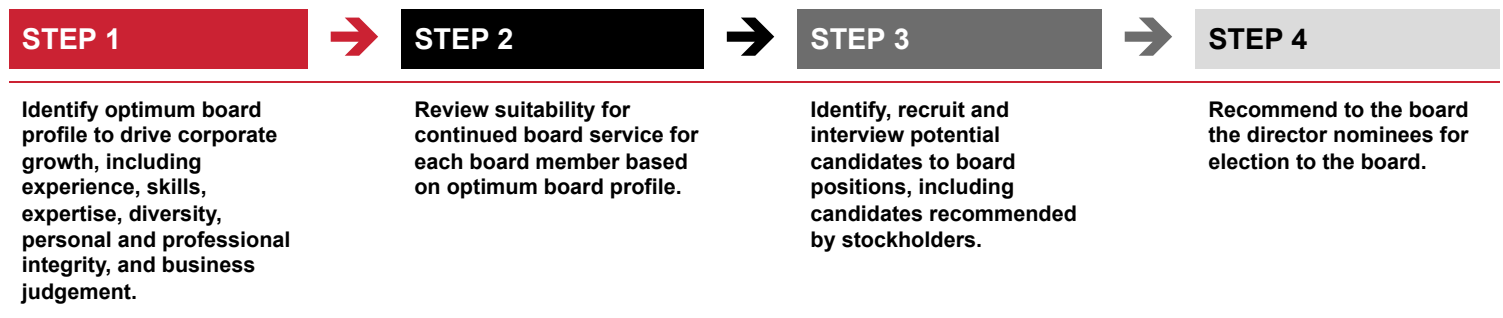 STEP 1
Identify optimum board
profile to drive corporate
growth, including
experience, skills,
expertise, diversity,
personal and professional
integrity, and business
judgement.
STEP 2
Review suitability for
continued board service for
each board member based
on optimum board profile.
STEP 3
Identify, recruit and
interview potential
candidates to board
positions, including
candidates recommended
by stockholders.
STEP 4
Recommend to the board
the director nominees for
election to the board.